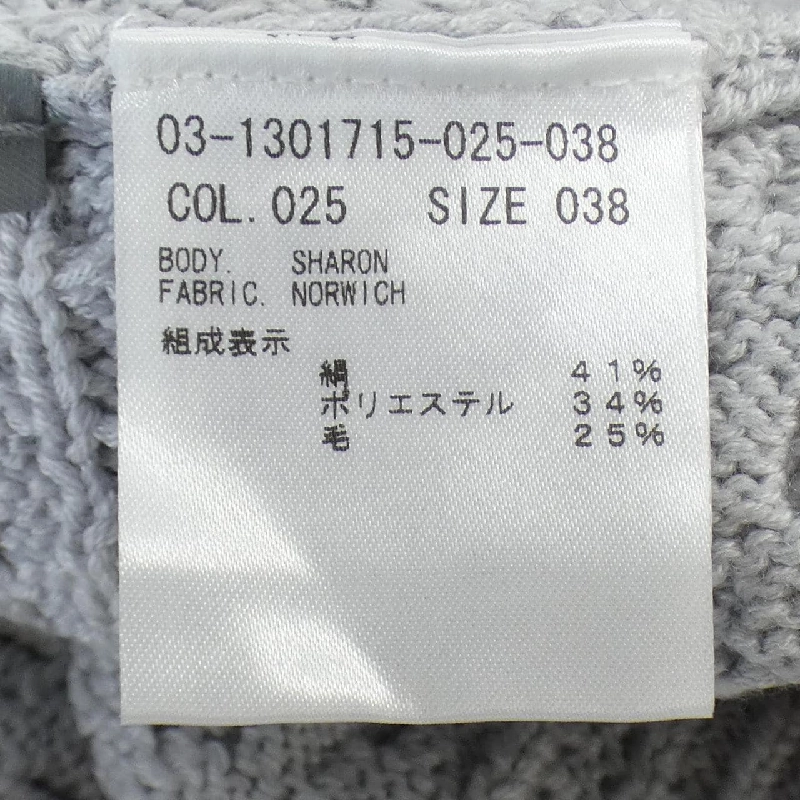 03-1301715-025-038
COL. 025 SIZE 038
BODY. SHARON
FABRIC. NORWICH
組成表示
絹 41%
ポリエステル 34%
毛 25%